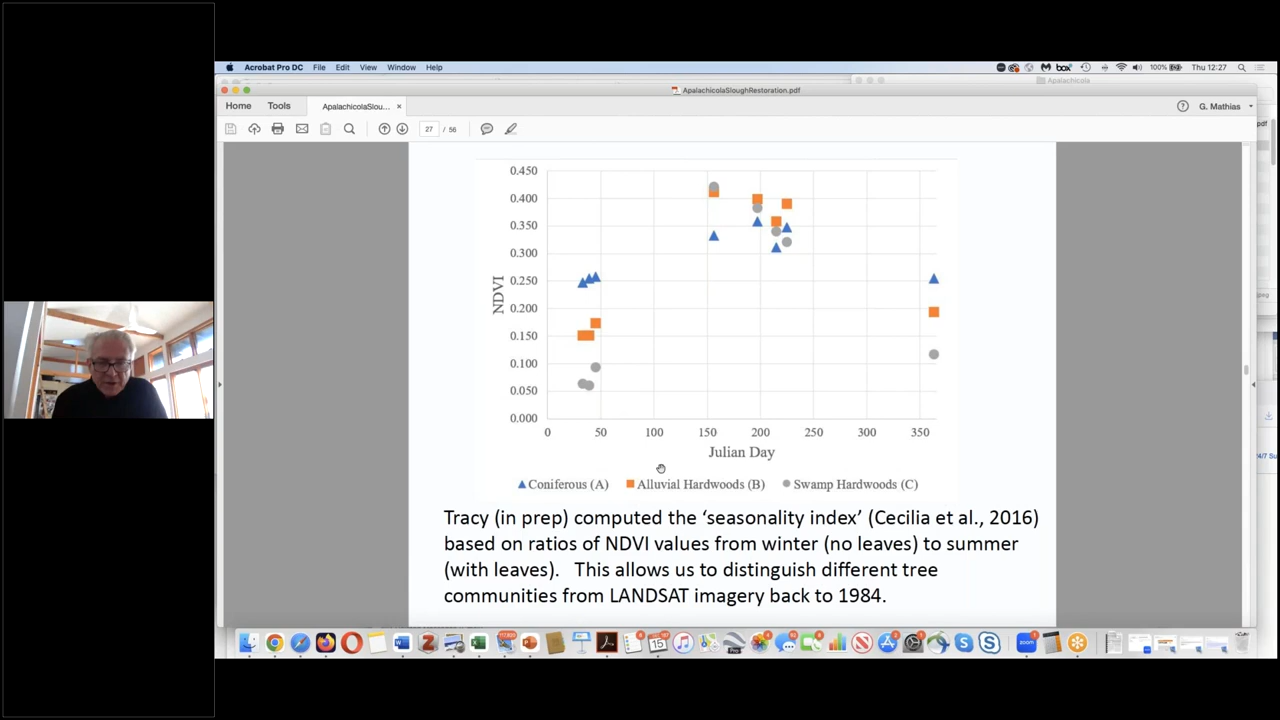 Acrobat Pro DC File Edit View Window Help
box 100% Thu 12:27
Apalachicola
ApalachicolaSloughRestoration.pdf
Home Tools ApalachicolaSlou... × G. Mathias
27 / 56
0.450
0.400
0.350
0.300
0.250
0.200
0.150
0.100
0.050
0.000
NDVI
0 50 100 150 200 250 300 350
Julian Day
Coniferous (A) Alluvial Hardwoods (B) Swamp Hardwoods (C)
Tracy (in prep) computed the ‘seasonality index’ (Cecilia et al., 2016)
based on ratios of NDVI values from winter (no leaves) to summer
(with leaves). This allows us to distinguish different tree
communities from LANDSAT imagery back to 1984.